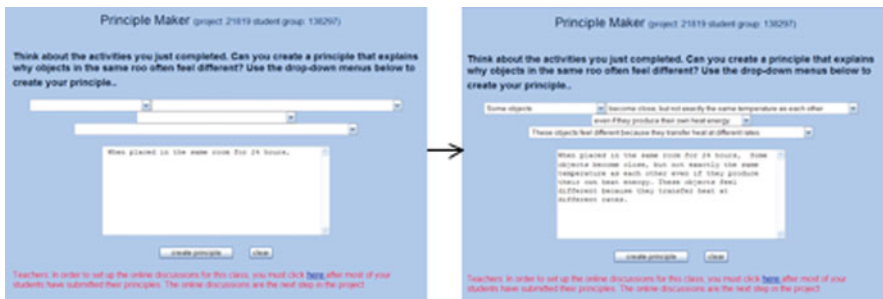 Principle Maker (project: 21819 student group: 138297)
Think about the activities you just completed. Can you create a principle that explains
why objects in the same roo often feel different? Use the drop-down menus below to
create your principle..
When placed in the same room for 24 hours,
create principle
clear
Teachers: In order to set up the online discussions for this class, you must click here after most of your
students have submitted their principles. The online discussions are the next step in the project
Principle Maker (project: 21819 student group: 138297)
Think about the activities you just completed. Can you create a principle that explains
why objects in the same roo often feel different? Use the drop-down menus below to
create your principle..
Some objects
become close, but not exactly the same temperature as each other
even if they produce their own heat energy.
These objects feel different because they transfer heat at different rates.
When placed in the same room for 24 hours, Some
objects become close, but not exactly the same
temperature as each other even if they produce
their own heat energy. These objects feel
different because they transfer heat at
different rates.
create principle
clear
Teachers: In order to set up the online discussions for this class, you must click here after most of your
students have submitted their principles. The online discussions are the next step in the project